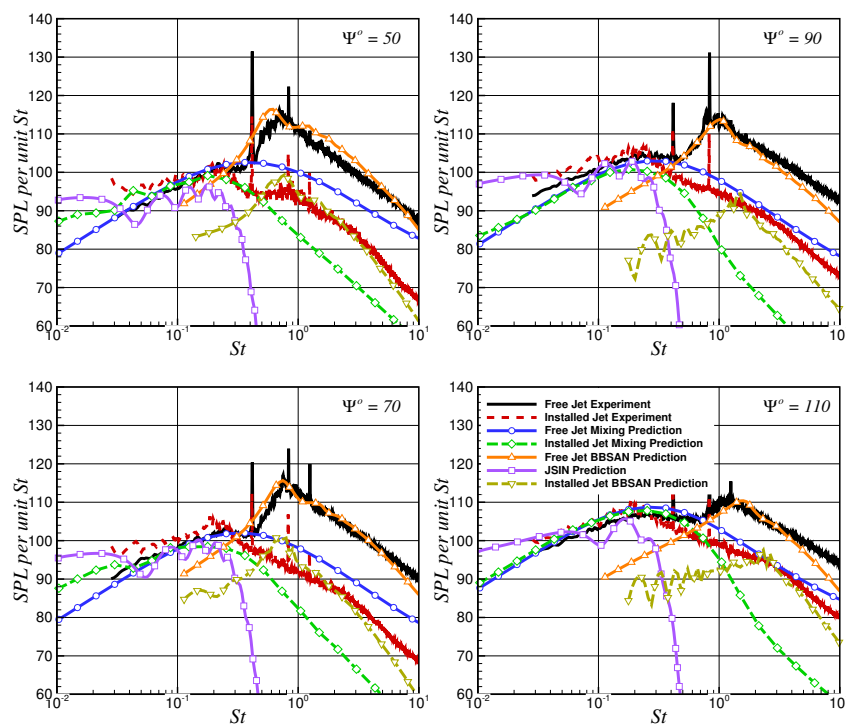 Ψ° = 50
SPL per unit St
140
130
120
110
100
90
80
70
60
10⁻²
10⁻¹
10⁰
10¹
St
Ψ° = 90
SPL per unit St
140
130
120
110
100
90
80
70
60
10⁻²
10⁻¹
10⁰
10¹
St
Ψ° = 70
SPL per unit St
140
130
120
110
100
90
80
70
60
10⁻²
10⁻¹
10⁰
10¹
St
Ψ° = 110
Free Jet Experiment
Installed Jet Experiment
Free Jet Mixing Prediction
Installed Jet Mixing Prediction
Free Jet BBSAN Prediction
JSIN Prediction
Installed Jet BBSAN Prediction
SPL per unit St
140
130
120
110
100
90
80
70
60
10⁻²
10⁻¹
10⁰
10¹
St